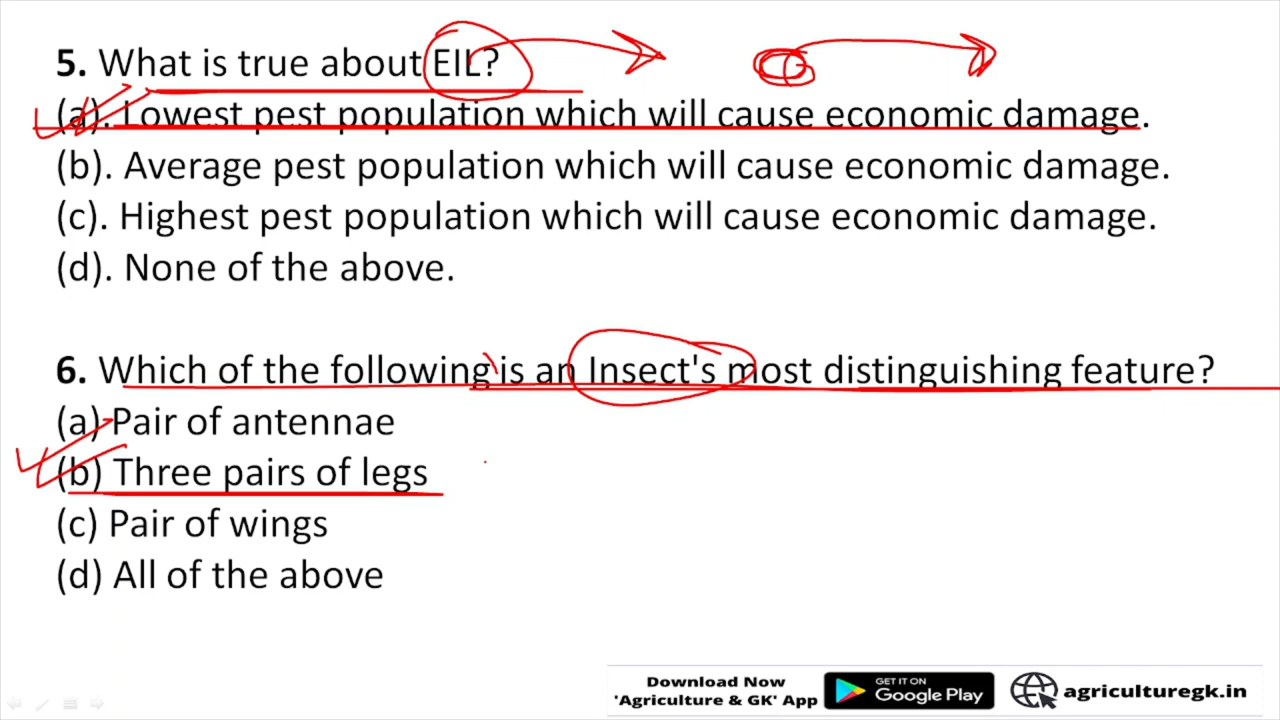 5. What is true about EIL?
(a). Lowest pest population which will cause economic damage.
(b). Average pest population which will cause economic damage.
(c). Highest pest population which will cause economic damage.
(d). None of the above.
6. Which of the following is an Insect's most distinguishing feature?
(a) Pair of antennae
(b) Three pairs of legs
(c) Pair of wings
(d) All of the above
Download Now
'Agriculture & GK' App
GET IT ON
Google Play
agriculturegk.in